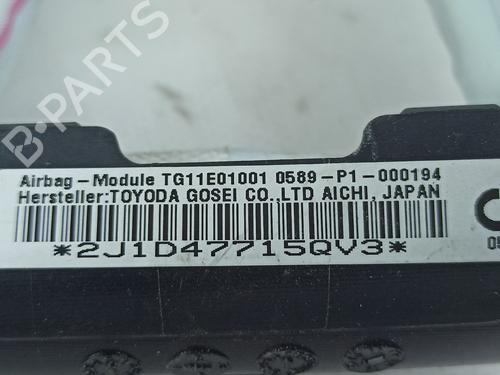 B-PARTS
Airbag-Module TG11E01001 0589-P1-000194
Hersteller:TOYODA GOSEI CO.,LTD AICHI, JAPAN
*2J1D47715QV3*